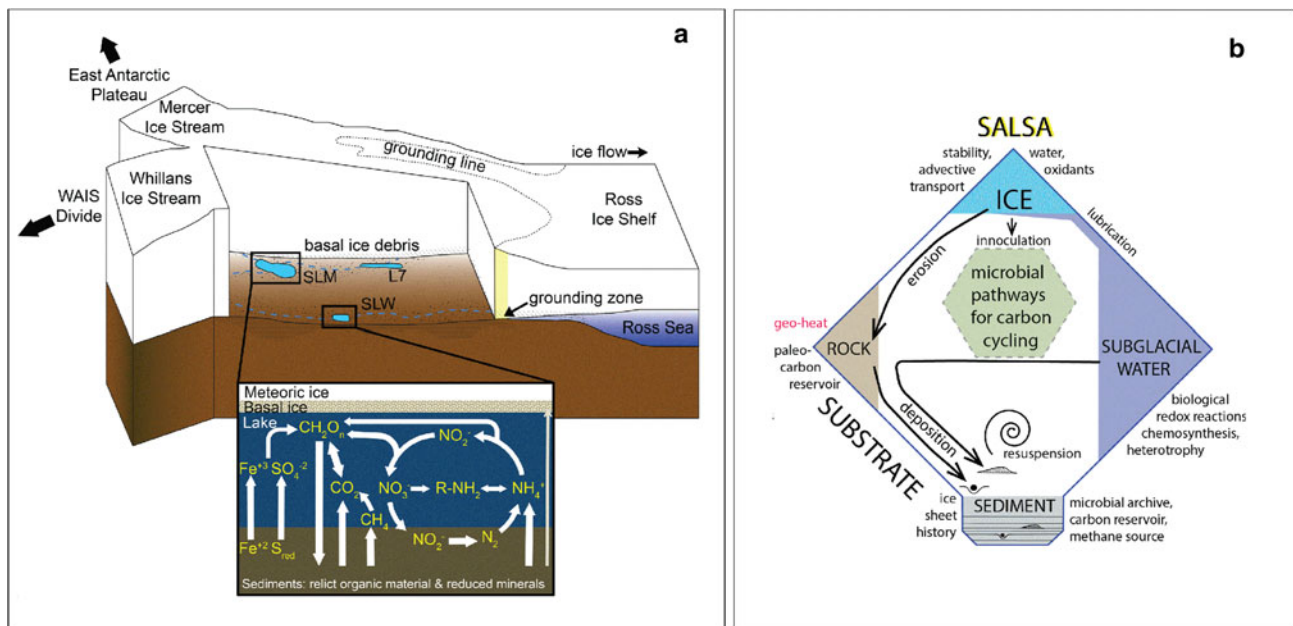 a
East Antarctic
Plateau
Mercer
Ice Stream
grounding line
ice flow
WAIS
Divide
Whillans
Ice Stream
Ross
Ice Shelf
basal ice debris
SLM
L7
SLW
grounding zone
Ross Sea
Meteoric ice
Basal ice
Lake
CH₂Oₙ
NO₂⁻
Fe⁺³ SO₄⁻²
CO₂ NO₃⁻ R-NH₂ NH₄⁺
CH₄
NO₂⁻ N₂
Fe⁺² S_red
Sediments: relict organic material & reduced minerals
b
SALSA
stability,
advective
transport
water,
oxidants
ICE
lubrication
innoculation
erosion
microbial
pathways
for carbon
cycling
geo-heat
ROCK
paleo-
carbon
reservoir
SUBGLACIAL
WATER
biological
redox reactions
chemosynthesis,
heterotrophy
SUBSTRATE
deposition
resuspension
SEDIMENT
ice
sheet
history
microbial archive,
carbon reservoir,
methane source